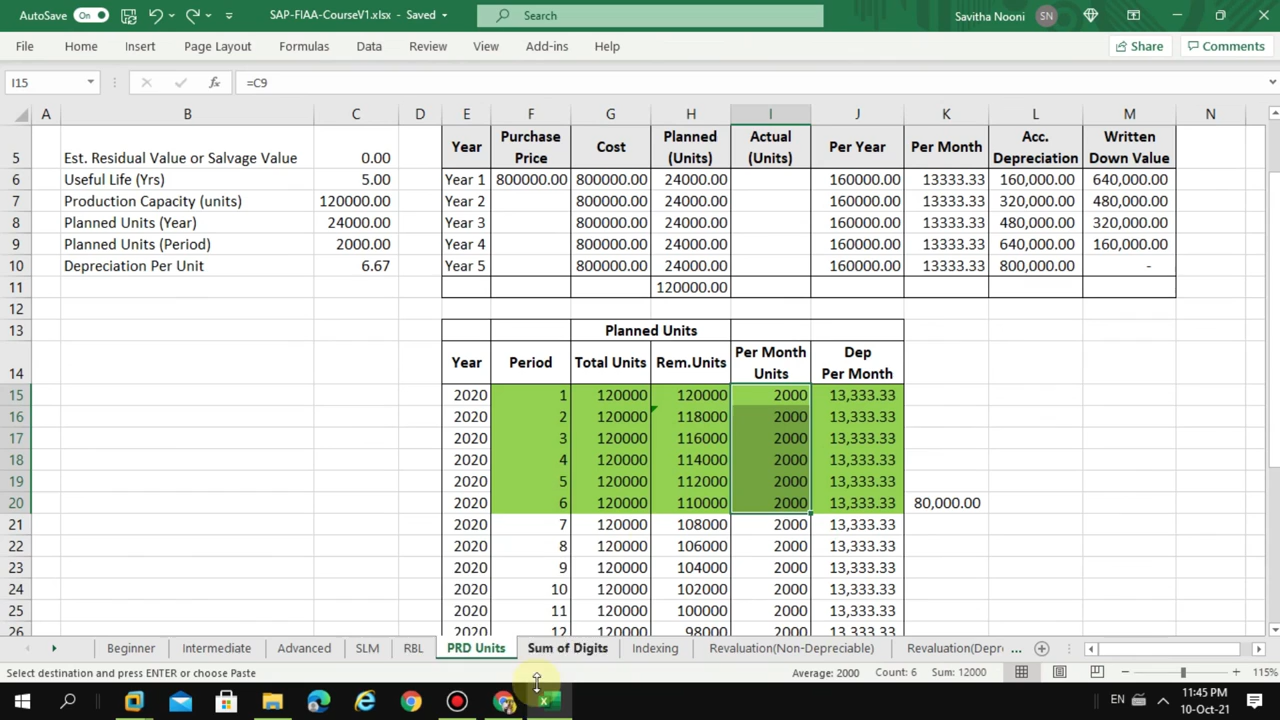 AutoSave On SAP-FIAA-CourseV1.xlsx - Saved Search Savitha Nooni SN
File Home Insert Page Layout Formulas Data Review View Add-ins Help Share Comments
I15 fx =C9
A B C D E F G H I J K L M N
Year Purchase Price Cost Planned (Units) Actual (Units) Per Year Per Month Acc. Depreciation Written Down Value
5 Est. Residual Value or Salvage Value 0.00
6 Useful Life (Yrs) 5.00 Year 1 800000.00 800000.00 24000.00 160000.00 13333.33 160,000.00 640,000.00
7 Production Capacity (units) 120000.00 Year 2 800000.00 24000.00 160000.00 13333.33 320,000.00 480,000.00
8 Planned Units (Year) 24000.00 Year 3 800000.00 24000.00 160000.00 13333.33 480,000.00 320,000.00
9 Planned Units (Period) 2000.00 Year 4 800000.00 24000.00 160000.00 13333.33 640,000.00 160,000.00
10 Depreciation Per Unit 6.67 Year 5 800000.00 24000.00 160000.00 13333.33 800,000.00 -
11 120000.00
12
13 Planned Units
14 Year Period Total Units Rem.Units Per Month Units Dep Per Month
15 2020 1 120000 120000 2000 13,333.33
16 2020 2 120000 118000 2000 13,333.33
17 2020 3 120000 116000 2000 13,333.33
18 2020 4 120000 114000 2000 13,333.33
19 2020 5 120000 112000 2000 13,333.33
20 2020 6 120000 110000 2000 13,333.33 80,000.00
21 2020 7 120000 108000 2000 13,333.33
22 2020 8 120000 106000 2000 13,333.33
23 2020 9 120000 104000 2000 13,333.33
24 2020 10 120000 102000 2000 13,333.33
25 2020 11 120000 100000 2000 13,333.33
26 2020 12 120000 98000 2000 13,333.33
Beginner Intermediate Advanced SLM RBL PRD Units Sum of Digits Indexing Revaluation(Non-Depreciable) Revaluation(Depre ...
Select destination and press ENTER or choose Paste Average: 2000 Count: 6 Sum: 12000 115%
EN 11:45 PM
10-Oct-21